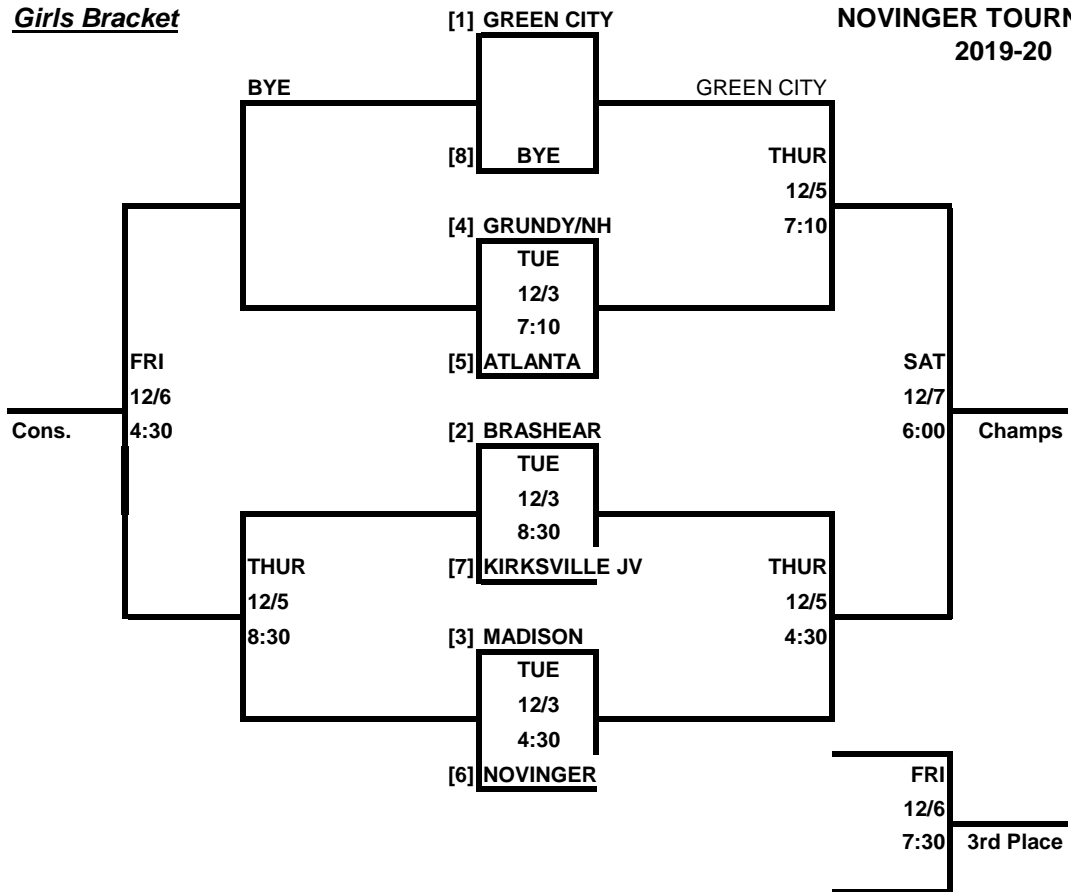 Girls Bracket
NOVINGER TOURN
2019-20
[1] GREEN CITY
BYE
GREEN CITY
[8] BYE
THUR
12/5
7:10
[4] GRUNDY/NH
TUE
12/3
7:10
[5] ATLANTA
FRI
12/6
4:30
Cons.
SAT
12/7
6:00
Champs
[2] BRASHEAR
TUE
12/3
8:30
[7] KIRKSVILLE JV
THUR
12/5
8:30
THUR
12/5
4:30
[3] MADISON
TUE
12/3
4:30
[6] NOVINGER
FRI
12/6
7:30
3rd Place